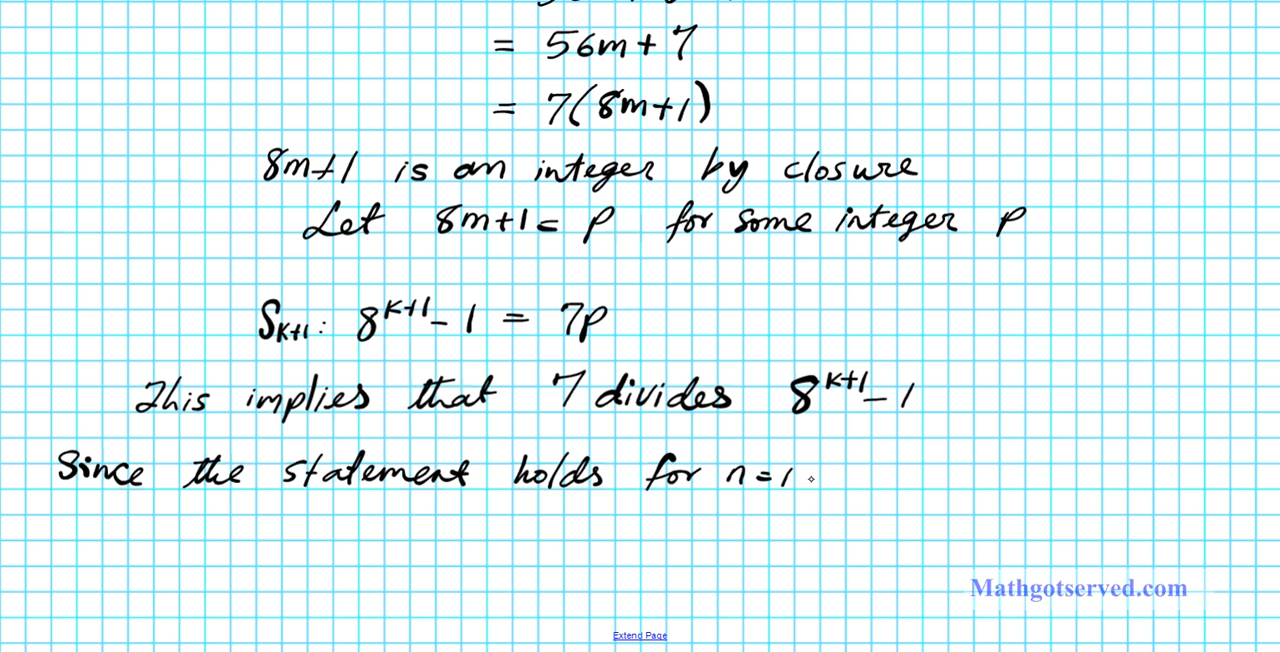 = 56m + 7
= 7(8m+1)
8m+1 is an integer by closure
Let 8m+1 = p for some integer p
S_{k+1}: 8^{k+1} - 1 = 7p
This implies that 7 divides 8^{k+1} - 1
Since the statement holds for n=1
Mathgotserved.com
Extend Page